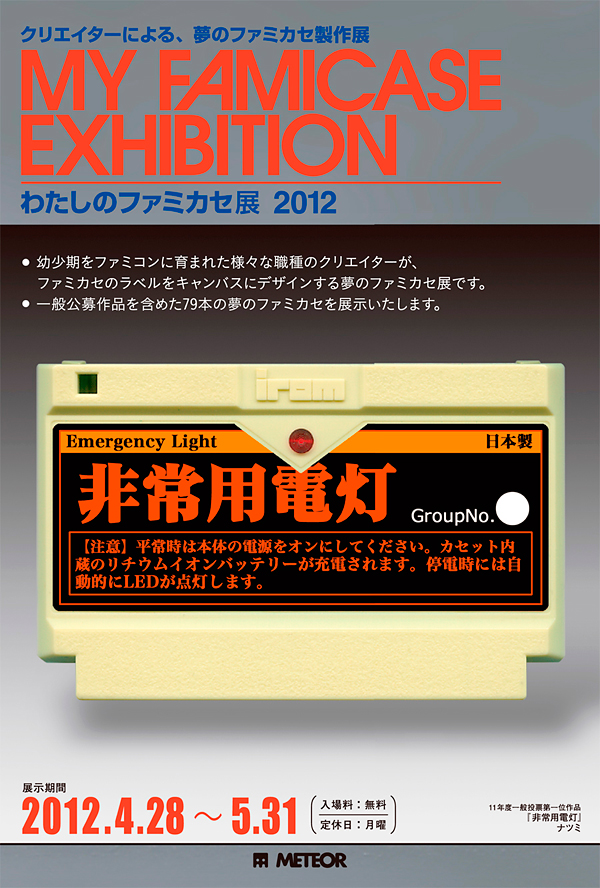 クリエイターによる、夢のファミカセ製作展
MY FAMICASE
EXHIBITION
わたしのファミカセ展 2012
● 幼少期をファミコンに育まれた様々な職種のクリエイターが、
ファミカセのラベルをキャンバスにデザインする夢のファミカセ展です。
● 一般公募作品を含めた79本の夢のファミカセを展示いたします。
irem
Emergency Light 日本製
非常用電灯 GroupNo.
【注意】平常時は本体の電源をオンにしてください。カセット内
蔵のリチウムイオンバッテリーが充電されます。停電時には自
動的にLEDが点灯します。
展示期間
2012.4.28 〜 5.31
入場料：無料
定休日：月曜
11年度一般投票第一位作品
『非常用電灯』
ナツミ
METEOR